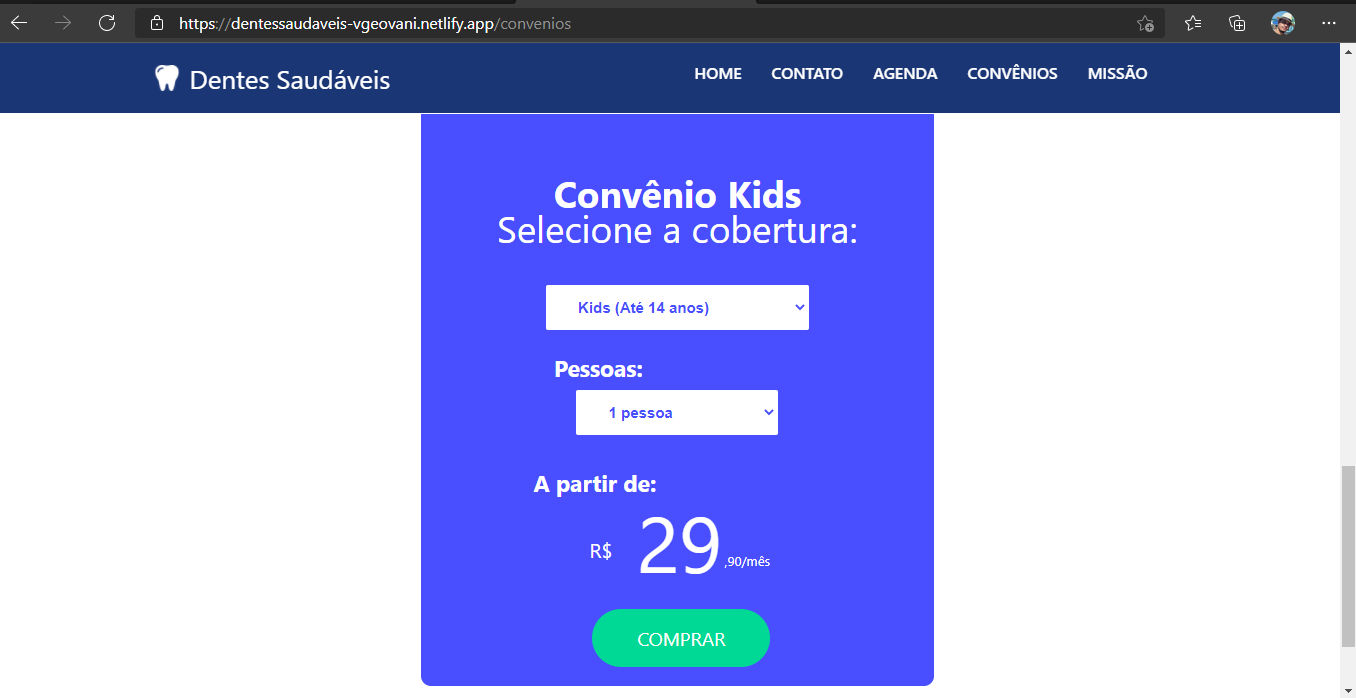 https://dentessaudaveis-vgeovani.netlify.app/convenios
Dentes Saudáveis
HOME CONTATO AGENDA CONVÊNIOS MISSÃO
Convênio Kids
Selecione a cobertura:
Kids (Até 14 anos)
Pessoas:
1 pessoa
A partir de:
R$ 29 ,90/mês
COMPRAR